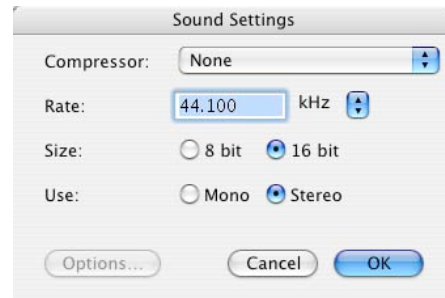 Sound Settings
Compressor: None
Rate: 44.100 kHz
Size: 8 bit 16 bit
Use: Mono Stereo
Options... Cancel OK